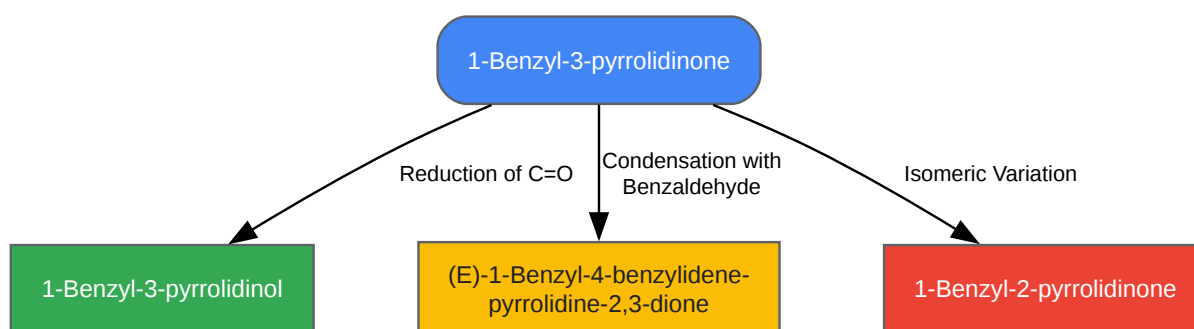 1-Benzyl-3-pyrrolidinone
Reduction of C=O
Condensation with
Benzaldehyde
Isomeric Variation
1-Benzyl-3-pyrrolidinol
(E)-1-Benzyl-4-benzylidene-
pyrrolidine-2,3-dione
1-Benzyl-2-pyrrolidinone